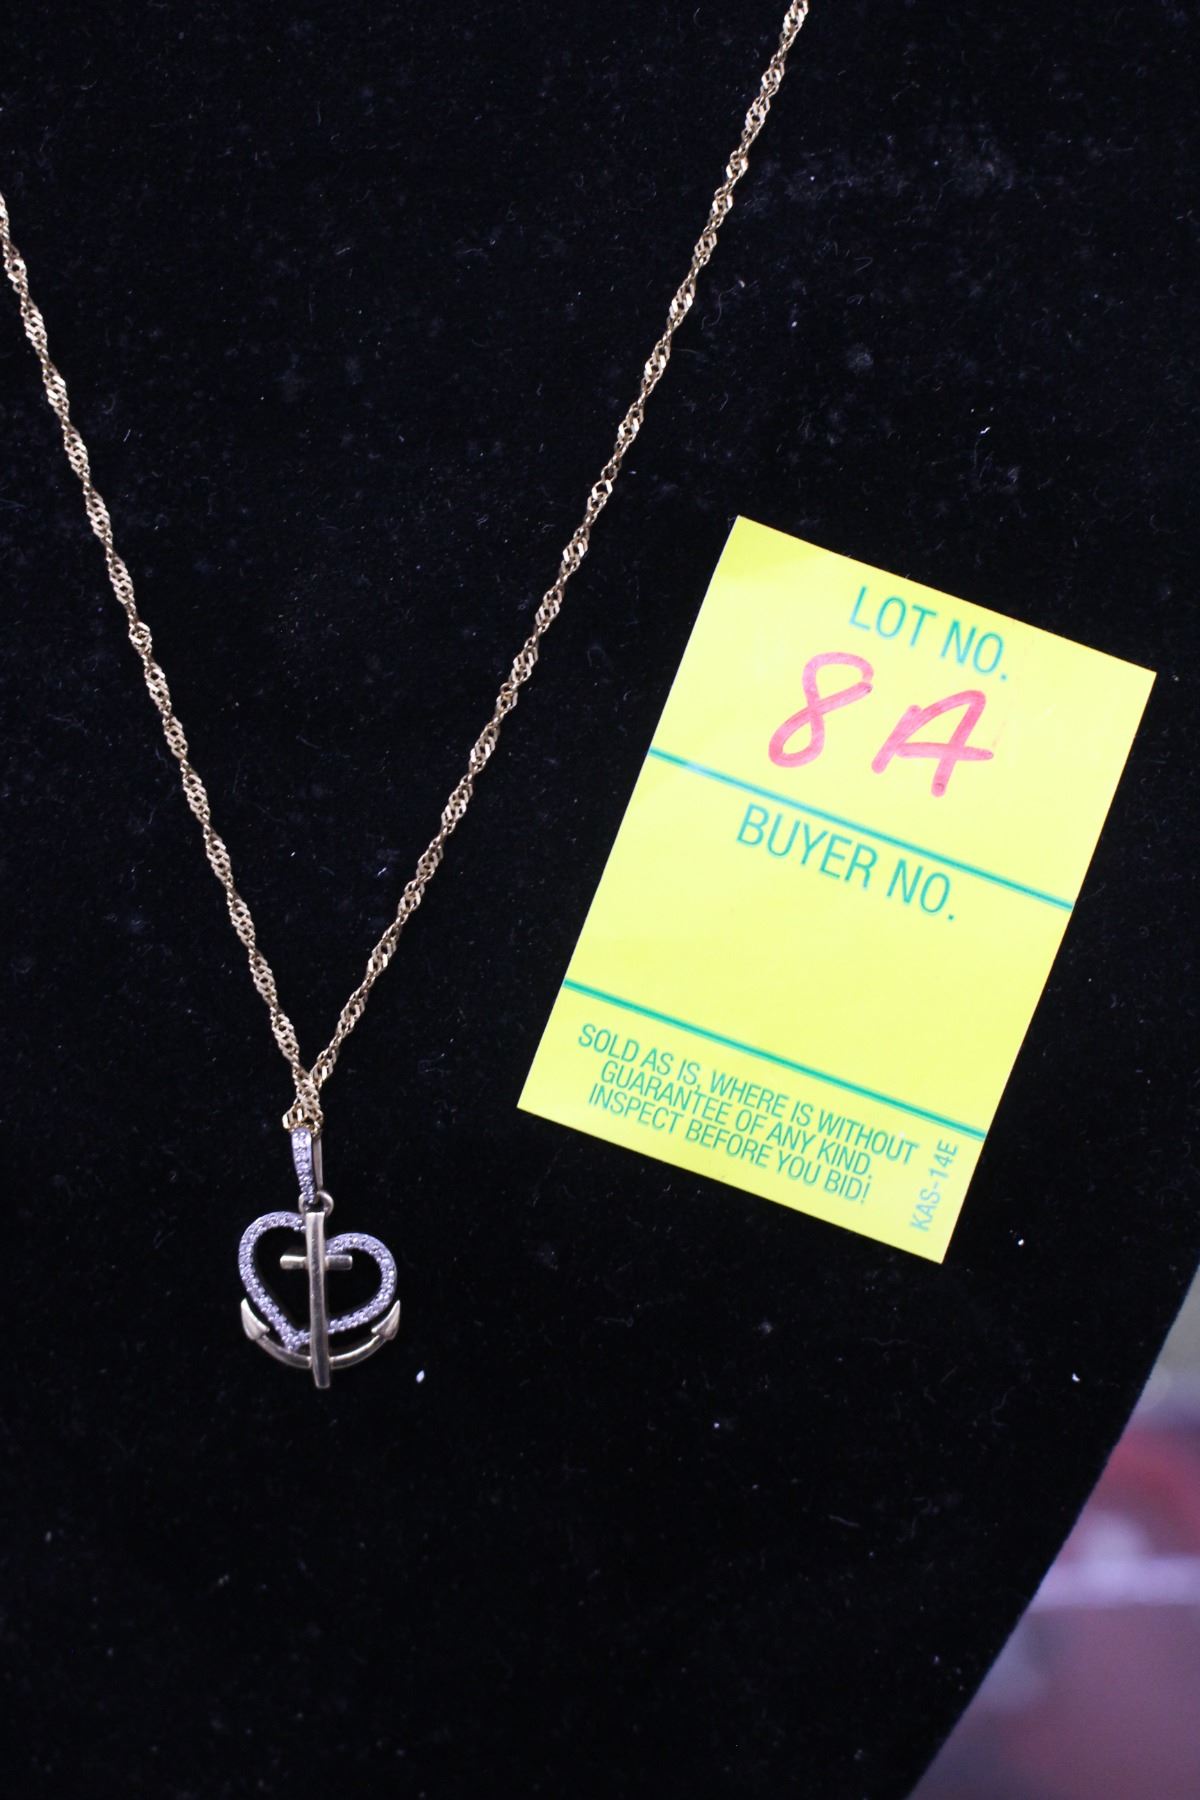 LOT NO.
8A
BUYER NO.
SOLD AS IS, WHERE IS WITHOUT
GUARANTEE OF ANY KIND.
INSPECT BEFORE YOU BID!
KAS-14E